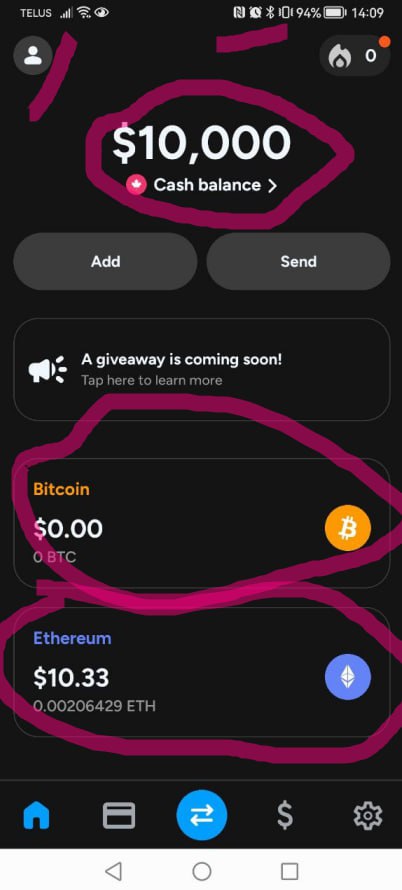 TELUS 94% 14:09
0
$10,000
Cash balance
Add Send
A giveaway is coming soon!
Tap here to learn more
Bitcoin
$0.00
0 BTC
Ethereum
$10.33
0.00206429 ETH